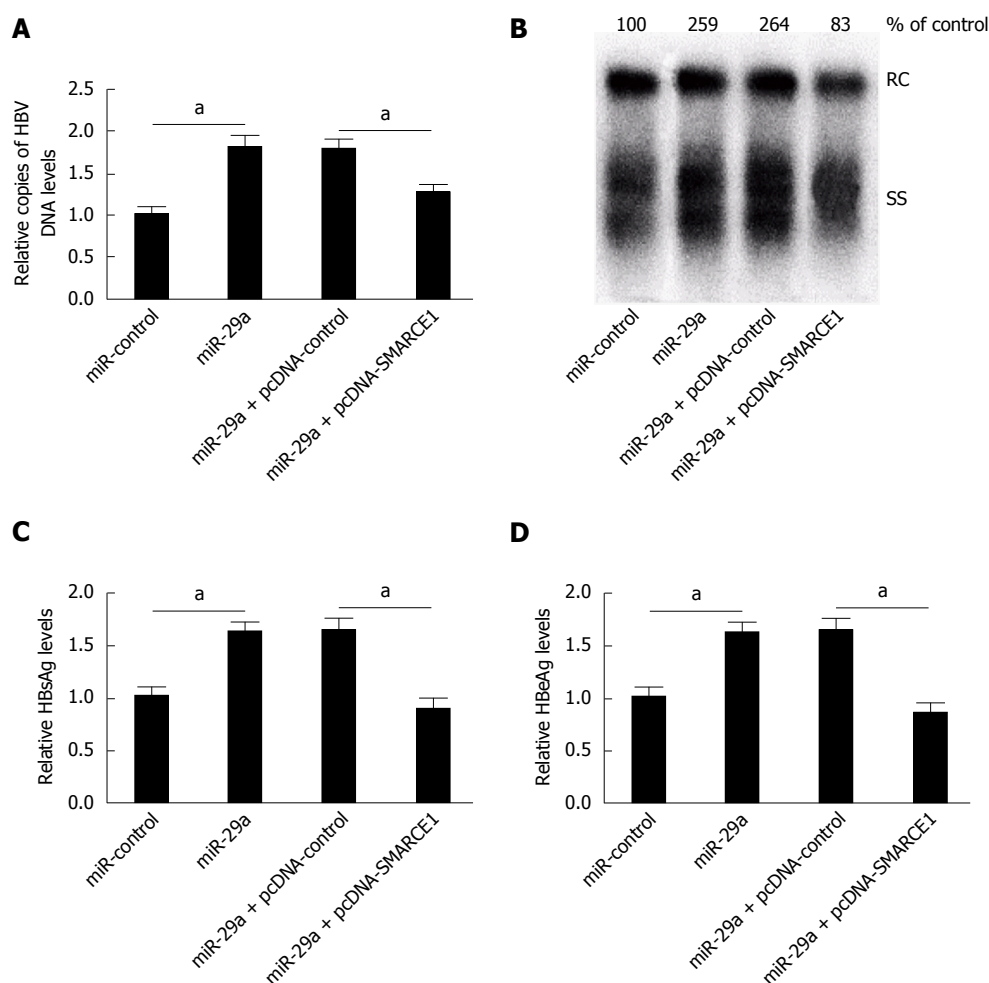 A
Relative copies of HBV
DNA levels
2.5
2.0
1.5
1.0
0.5
0.0
a
a
miR-control
miR-29a
miR-29a + pcDNA-control
miR-29a + pcDNA-SMARCE1
B
100 259 264 83 % of control
RC
SS
miR-control
miR-29a
miR-29a + pcDNA-control
miR-29a + pcDNA-SMARCE1
C
Relative HBsAg levels
2.0
1.5
1.0
0.5
0.0
a
a
miR-control
miR-29a
miR-29a + pcDNA-control
miR-29a + pcDNA-SMARCE1
D
Relative HBeAg levels
2.0
1.5
1.0
0.5
0.0
a
a
miR-control
miR-29a
miR-29a + pcDNA-control
miR-29a + pcDNA-SMARCE1